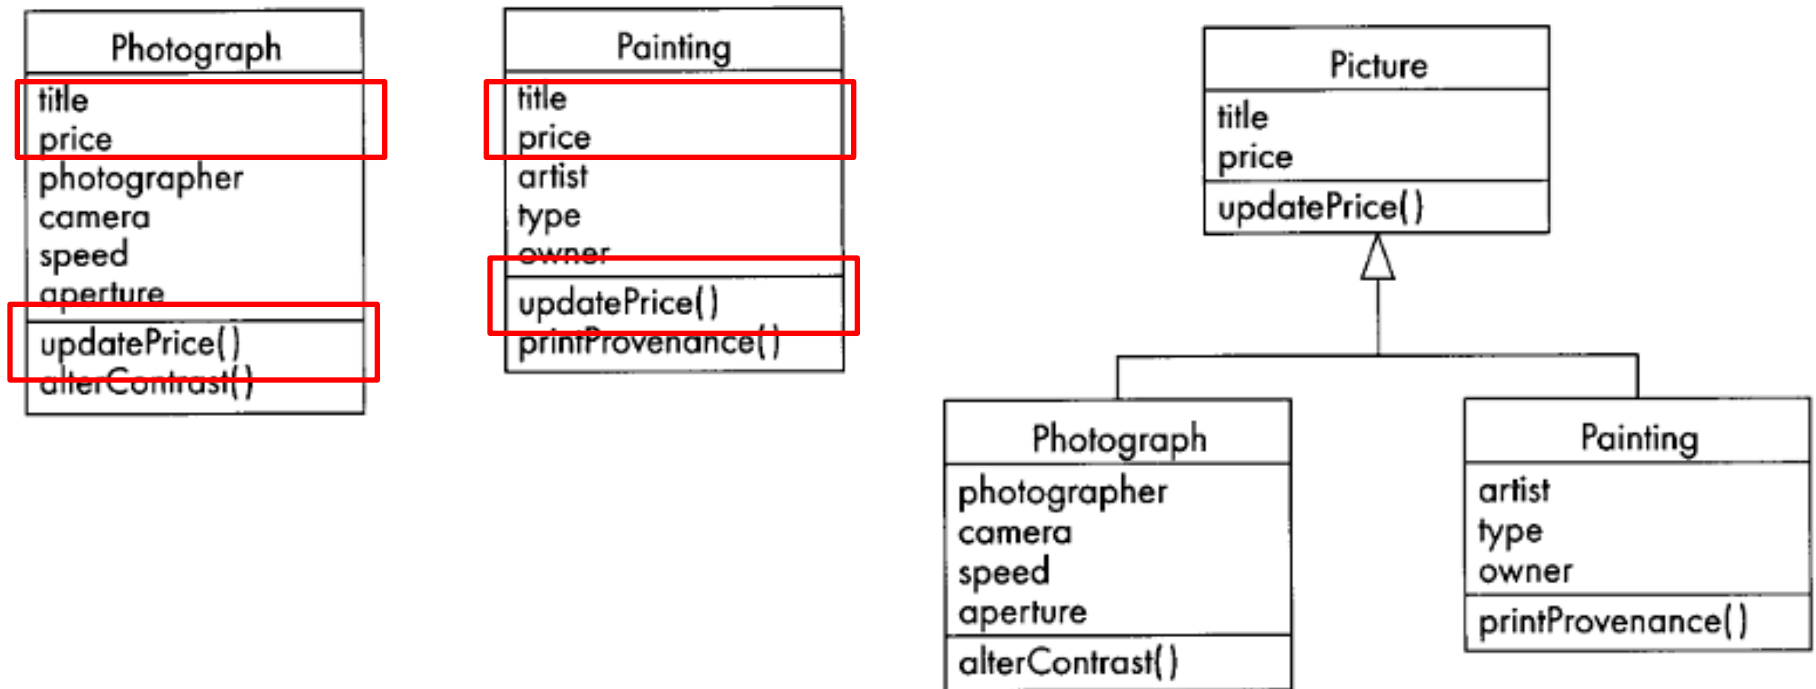 Photograph
title
price
photographer
camera
speed
aperture
updatePrice()
alterContrast()
Painting
title
price
artist
type
owner
updatePrice()
printProvenance()
Picture
title
price
updatePrice()
Photograph
photographer
camera
speed
aperture
alterContrast()
Painting
artist
type
owner
printProvenance()